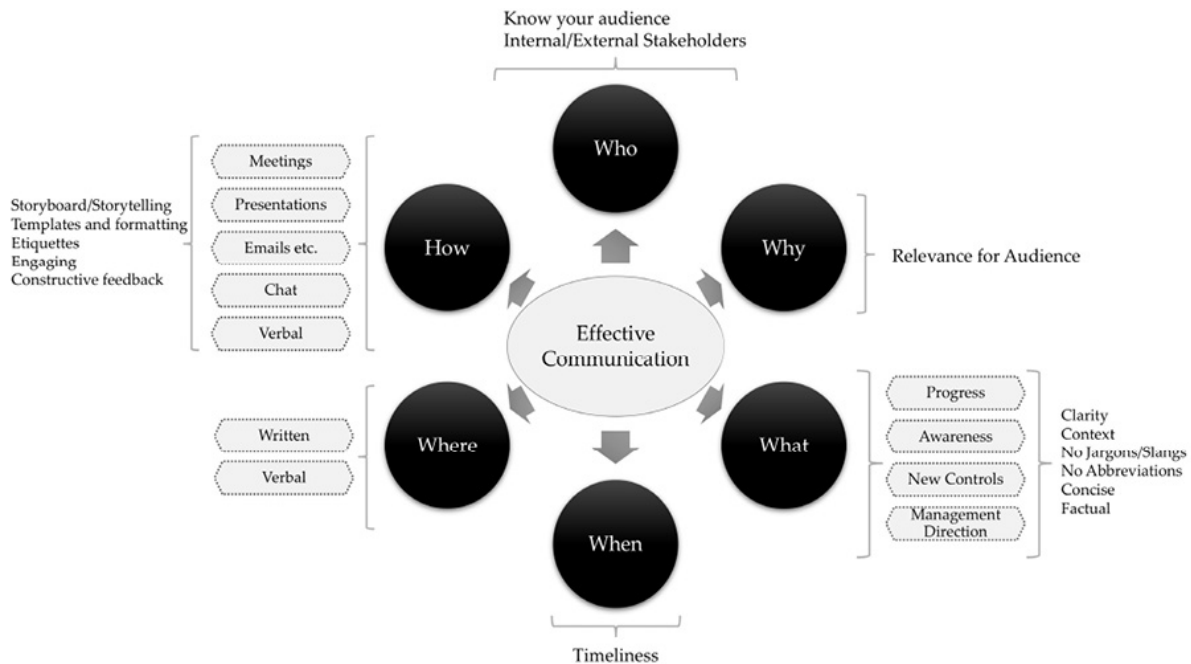 Know your audience
Internal/External Stakeholders
Who
Why
Relevance for Audience
What
Progress
Awareness
New Controls
Management
Direction
Clarity
Context
No Jargons/Slangs
No Abbreviations
Concise
Factual
When
Timeliness
Where
Written
Verbal
How
Meetings
Presentations
Emails etc.
Chat
Verbal
Storyboard/Storytelling
Templates and formatting
Etiquettes
Engaging
Constructive feedback
Effective
Communication